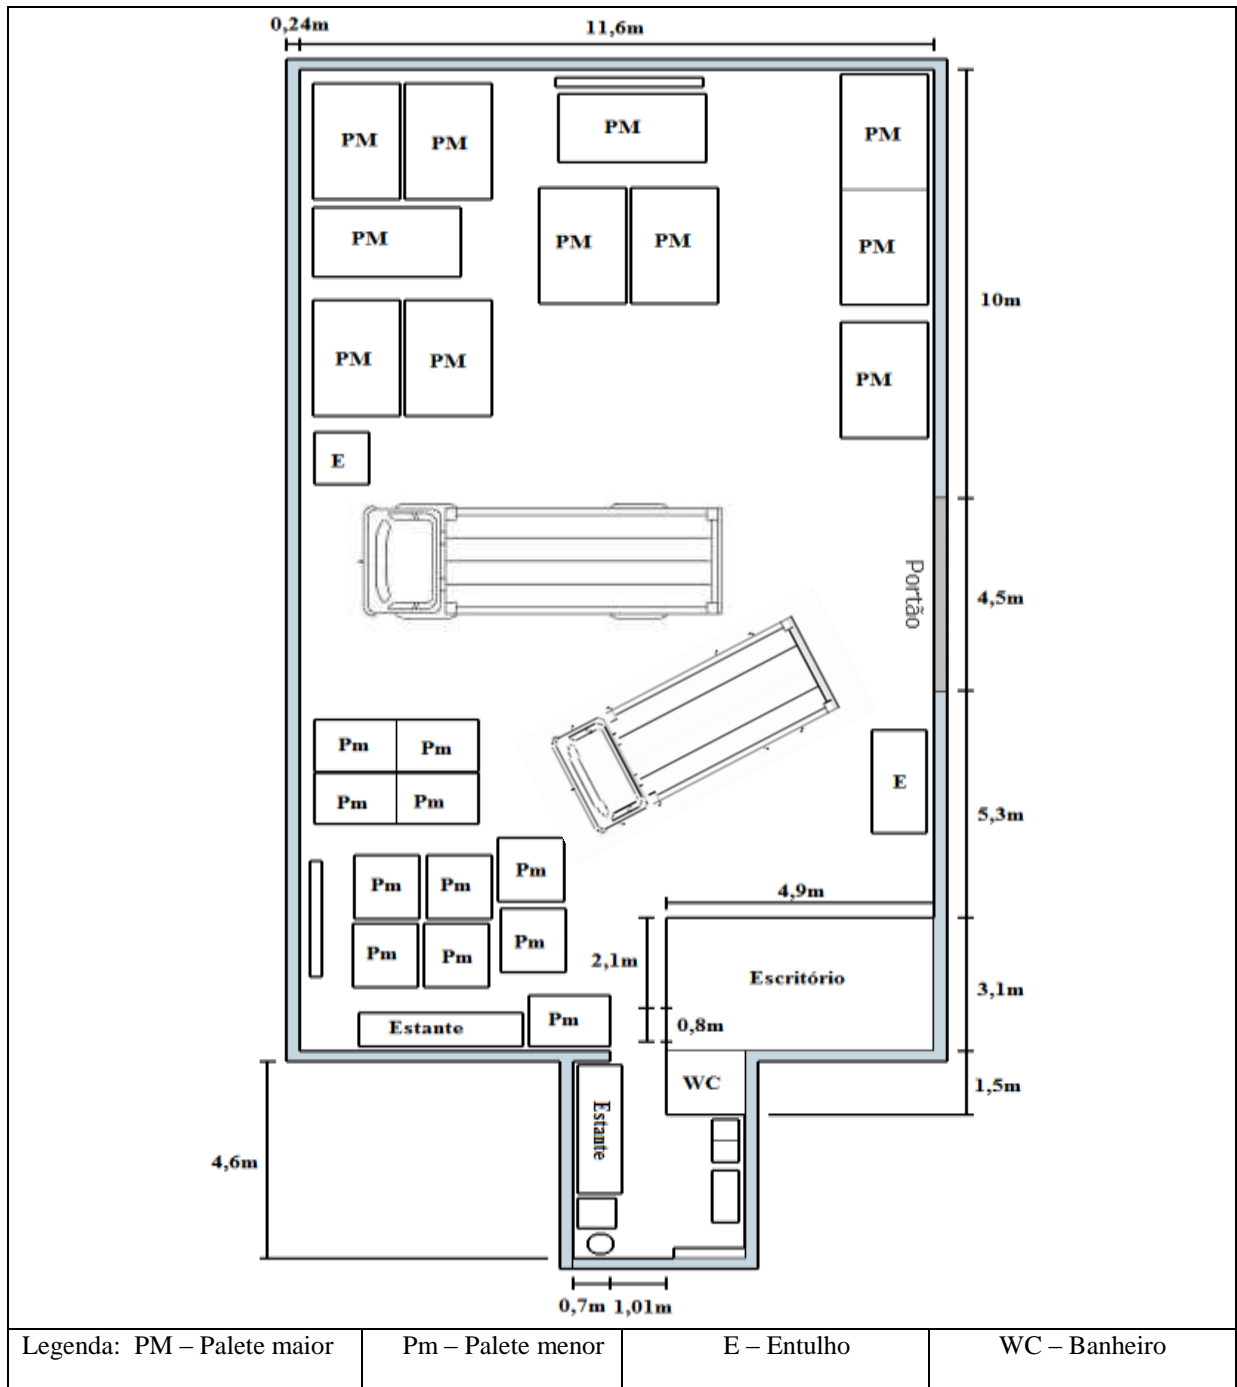 0,24m 11,6m
PM PM PM PM
PM PM PM PM
10m
PM PM PM
E
Portão
4,5m
Pm Pm
Pm Pm
E
5,3m
Pm Pm Pm
4,9m
Pm Pm Pm
2,1m
Escritório
3,1m
Estante Pm
0,8m
WC
1,5m
Estante
4,6m
0,7m 1,01m
Legenda: PM – Palete maior Pm – Palete menor E – Entulho WC – Banheiro